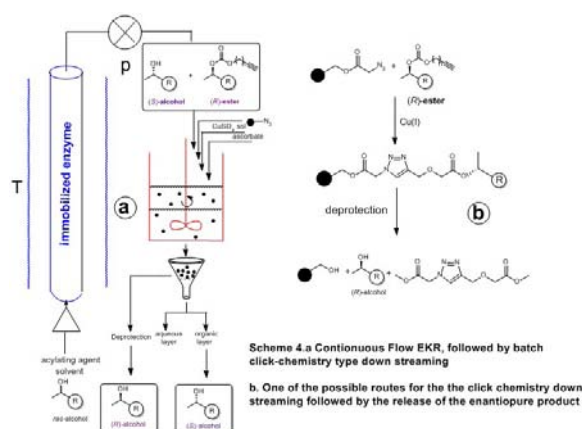 p
OH
R
(S)-alcohol
+
O
O
O
R
(R)-ester
N₃
CuSO₄ sol
ascorbate
T
immobilized enzyme
a
Deprotection
aqueous
layer
organic
layer
acylating agent
solvent
OH
R
rac-alcohol
OH
R
(R)-alcohol
OH
R
(S)-alcohol
O
O
N₃
+
O
O
O
R
(R)-ester
Cu(I)
O
O
N
N=N
O
O
O
R
deprotection
b
OH
+
OH
R
+
(R)-alcohol
O
O
N
N=N
O
O
O
Scheme 4.a Contionuous Flow EKR, followed by batch
click-chemistry type down streaming
b. One of the possible routes for the the click chemistry down
streaming followed by the release of the enantiopure product